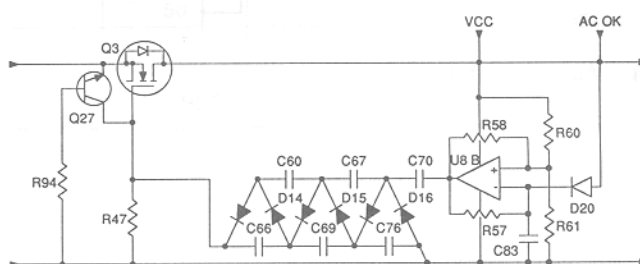 VCC
AC OK
Q3
Q27
R58
R60
C60
C67
C70
U8 B
+
-
R94
D14
D15
D16
D20
R47
C66
C69
C76
R57
C83
R61